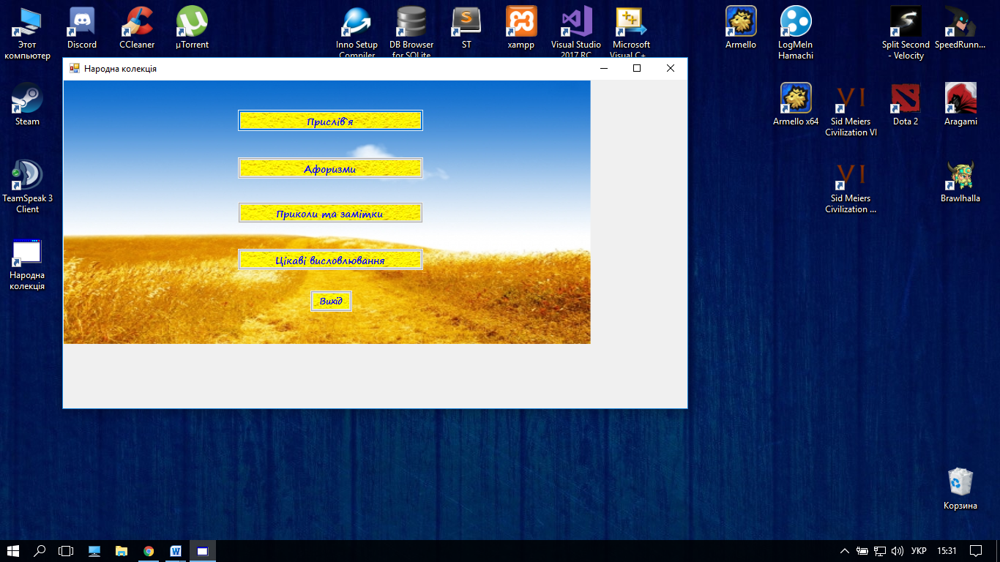 Этот компьютер
Discord
CCleaner
µTorrent
Inno Setup Compiler
DB Browser for SQLite
ST
xampp
Visual Studio 2017 RC
Microsoft Visual C+...
Armello
LogMeIn Hamachi
Split Second - Velocity
SpeedRunn...
Народна колекція
Прислів`я
Афоризми
Приколи та замітки
Цікаві висловлювання
Вихід
Steam
Armello x64
VI
Sid Meiers Civilization VI
Dota 2
Aragami
TeamSpeak 3 Client
VI
Sid Meiers Civilization ...
Brawlhalla
Народна колекція
Корзина
УКР
15:31